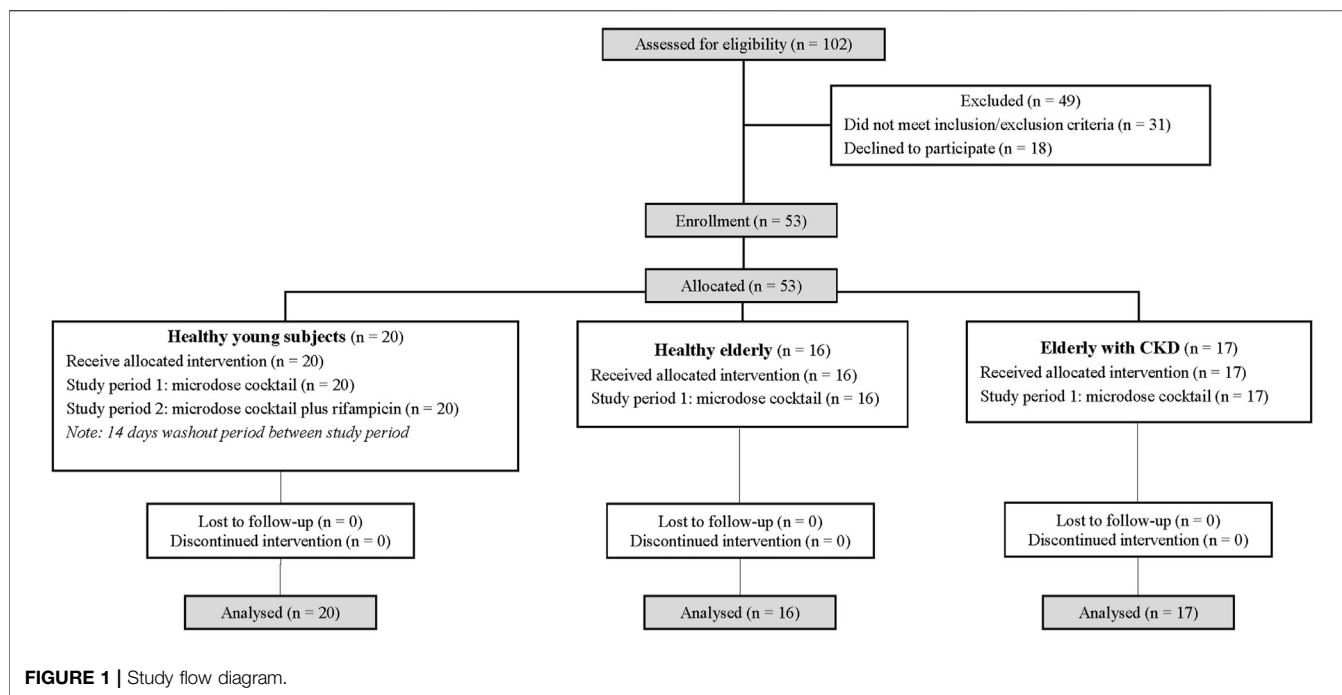 Assessed for eligibility (n = 102)
Excluded (n = 49)
Did not meet inclusion/exclusion criteria (n = 31)
Declined to participate (n = 18)
Enrollment (n = 53)
Allocated (n = 53)
Healthy young subjects (n = 20)
Receive allocated intervention (n = 20)
Study period 1: microdose cocktail (n = 20)
Study period 2: microdose cocktail plus rifampicin (n = 20)
Note: 14 days washout period between study period
Healthy elderly (n = 16)
Received allocated intervention (n = 16)
Study period 1: microdose cocktail (n = 16)
Elderly with CKD (n = 17)
Received allocated intervention (n = 17)
Study period 1: microdose cocktail (n = 17)
Lost to follow-up (n = 0)
Discontinued intervention (n = 0)
Lost to follow-up (n = 0)
Discontinued intervention (n = 0)
Lost to follow-up (n = 0)
Discontinued intervention (n = 0)
Analysed (n = 20)
Analysed (n = 16)
Analysed (n = 17)
FIGURE 1 | Study flow diagram.